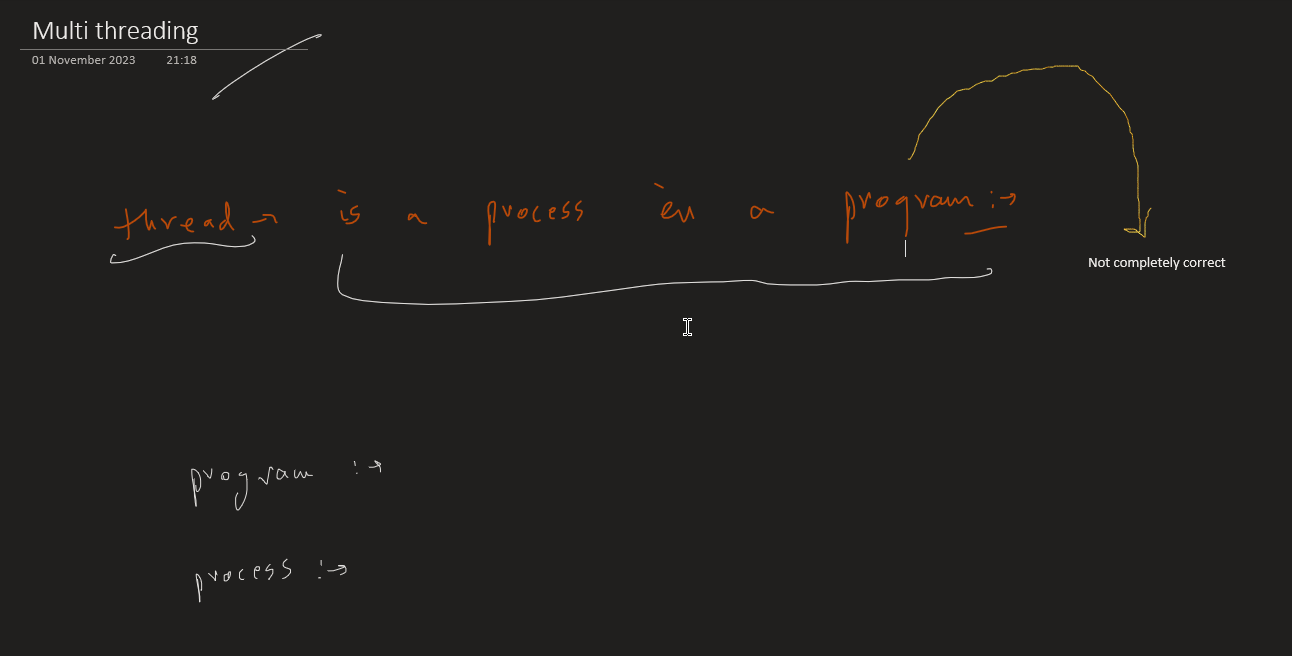 Multi threading
01 November 2023 21:18
thread → is a process in a program :→
Not completely correct
program :→
process :→